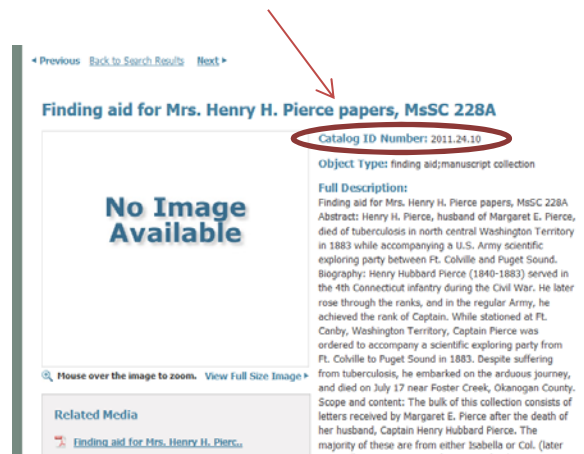 Previous Back to Search Results Next
Finding aid for Mrs. Henry H. Pierce papers, MsSC 228A
No Image
Available
Mouse over the image to zoom. View Full Size Image
Related Media
Finding aid for Mrs. Henry H. Pierc..
Catalog ID Number: 2011.24.10
Object Type: finding aid;manuscript collection
Full Description:
Finding aid for Mrs. Henry H. Pierce papers, MsSC 228A
Abstract: Henry H. Pierce, husband of Margaret E. Pierce,
died of tuberculosis in north central Washington Territory
in 1883 while accompanying a U.S. Army scientific
exploring party between Ft. Colville and Puget Sound.
Biography: Henry Hubbard Pierce (1840-1883) served in
the 4th Connecticut infantry during the Civil War. He later
rose through the ranks, and in the regular Army, he
achieved the rank of Captain. While stationed at Ft.
Canby, Washington Territory, Captain Pierce was
ordered to accompany a scientific exploring party from
Ft. Colville to Puget Sound in 1883. Despite suffering
from tuberculosis, he embarked on the arduous journey,
and died on July 17 near Foster Creek, Okanogan County.
Scope and content: The bulk of this collection consists of
letters received by Margaret E. Pierce after the death of
her husband, Captain Henry Hubbard Pierce. The
majority of these are from either Isabella or Col. (later